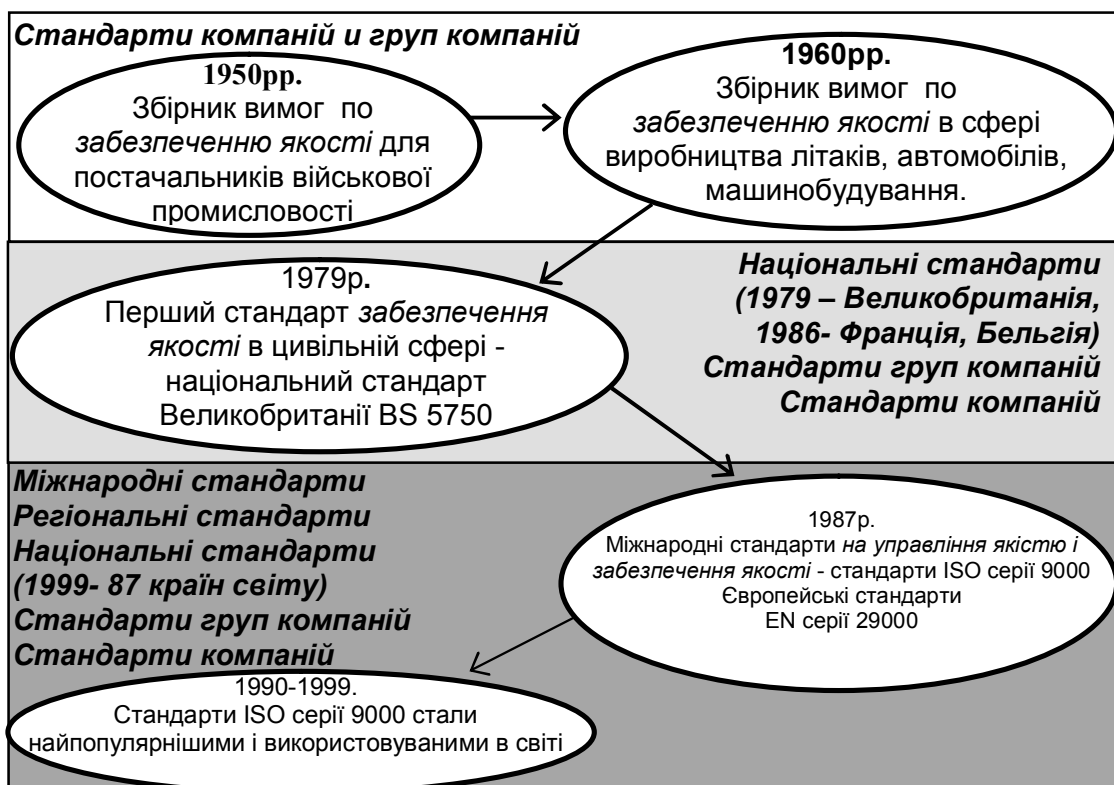 Стандарти компаній и груп компаній
1950рр.
Збірник вимог по
забезпеченню якості для
постачальників військової
промисловості
1960рр.
Збірник вимог по
забезпеченню якості в сфері
виробництва літаків, автомобілів,
машинобудування.
1979р.
Перший стандарт забезпечення
якості в цивільній сфері -
національний стандарт
Великобританії BS 5750
Національні стандарти
(1979 – Великобританія,
1986- Франція, Бельгія)
Стандарти груп компаній
Стандарти компаній
Міжнародні стандарти
Регіональні стандарти
Національні стандарти
(1999- 87 країн світу)
Стандарти груп компаній
Стандарти компаній
1987р.
Міжнародні стандарти на управління якістю і
забезпечення якості - стандарти ISO серії 9000
Європейські стандарти
EN серії 29000
1990-1999.
Стандарти ISO серії 9000 стали
найпопулярнішими і використовуваними в світі